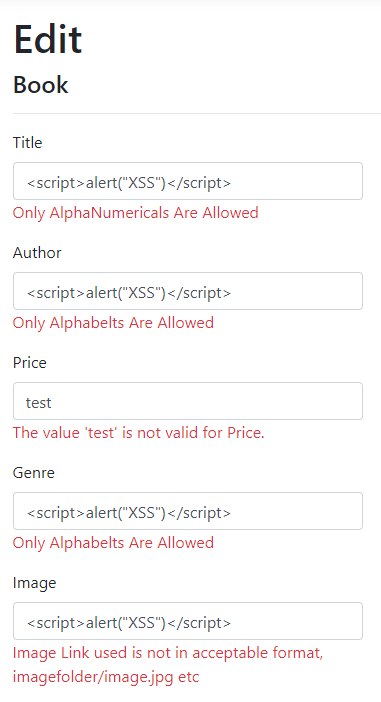 Edit
Book
Title
<script>alert("XSS")</script>
Only AlphaNumericals Are Allowed
Author
<script>alert("XSS")</script>
Only Alphabelts Are Allowed
Price
test
The value 'test' is not valid for Price.
Genre
<script>alert("XSS")</script>
Only Alphabelts Are Allowed
Image
<script>alert("XSS")</script>
Image Link used is not in acceptable format,
imagefolder/image.jpg etc